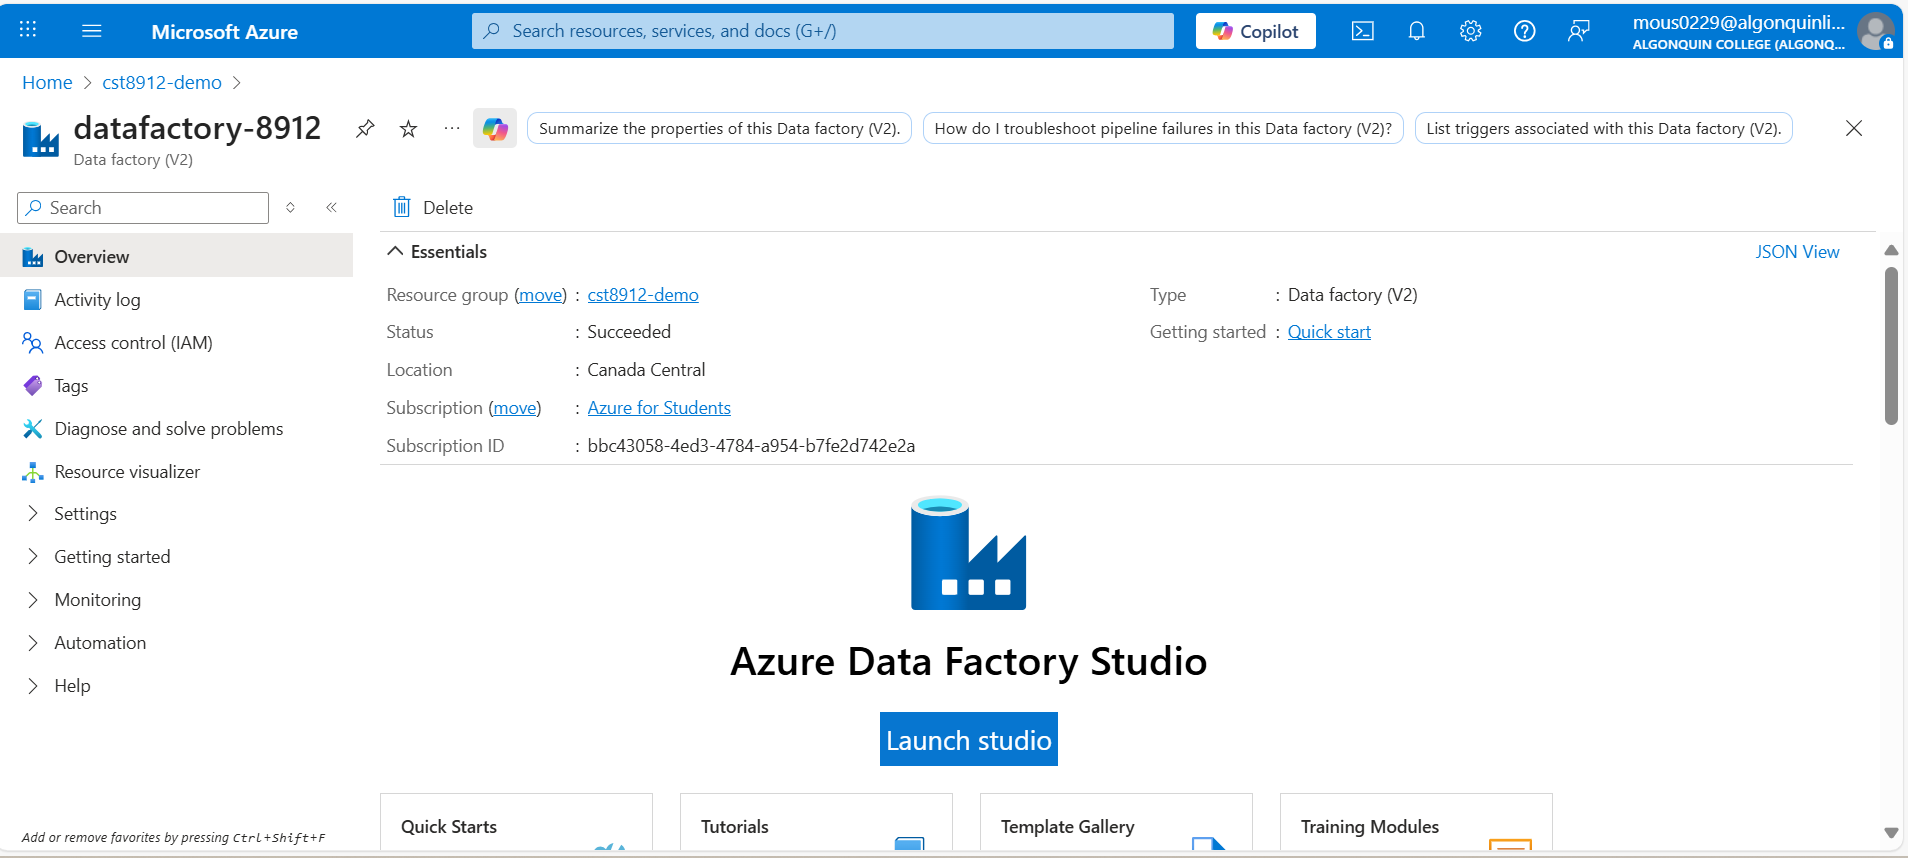 Microsoft Azure
Search resources, services, and docs (G+/)
Copilot
mous0229@algonquinli...
ALGONQUIN COLLEGE (ALGONQ...
Home > cst8912-demo >
datafactory-8912
Data factory (V2)
Summarize the properties of this Data factory (V2).
How do I troubleshoot pipeline failures in this Data factory (V2)?
List triggers associated with this Data factory (V2).
Search
Overview
Activity log
Access control (IAM)
Tags
Diagnose and solve problems
Resource visualizer
Settings
Getting started
Monitoring
Automation
Help
Add or remove favorites by pressing Ctrl+Shift+F
Delete
Essentials
JSON View
Resource group (move) : cst8912-demo
Status : Succeeded
Location : Canada Central
Subscription (move) : Azure for Students
Subscription ID : bbc43058-4ed3-4784-a954-b7fe2d742e2a
Type : Data factory (V2)
Getting started : Quick start
Azure Data Factory Studio
Launch studio
Quick Starts
Tutorials
Template Gallery
Training Modules